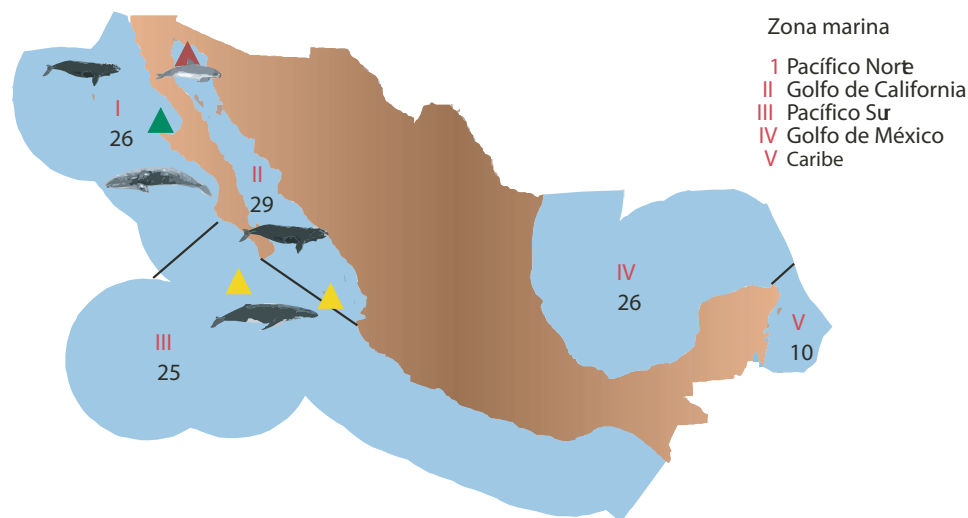 Zona marina
1 Pacífico Norte
II Golfo de California
III Pacífico Sur
IV Golfo de México
V Caribe
I
26
II
29
III
25
IV
26
V
10